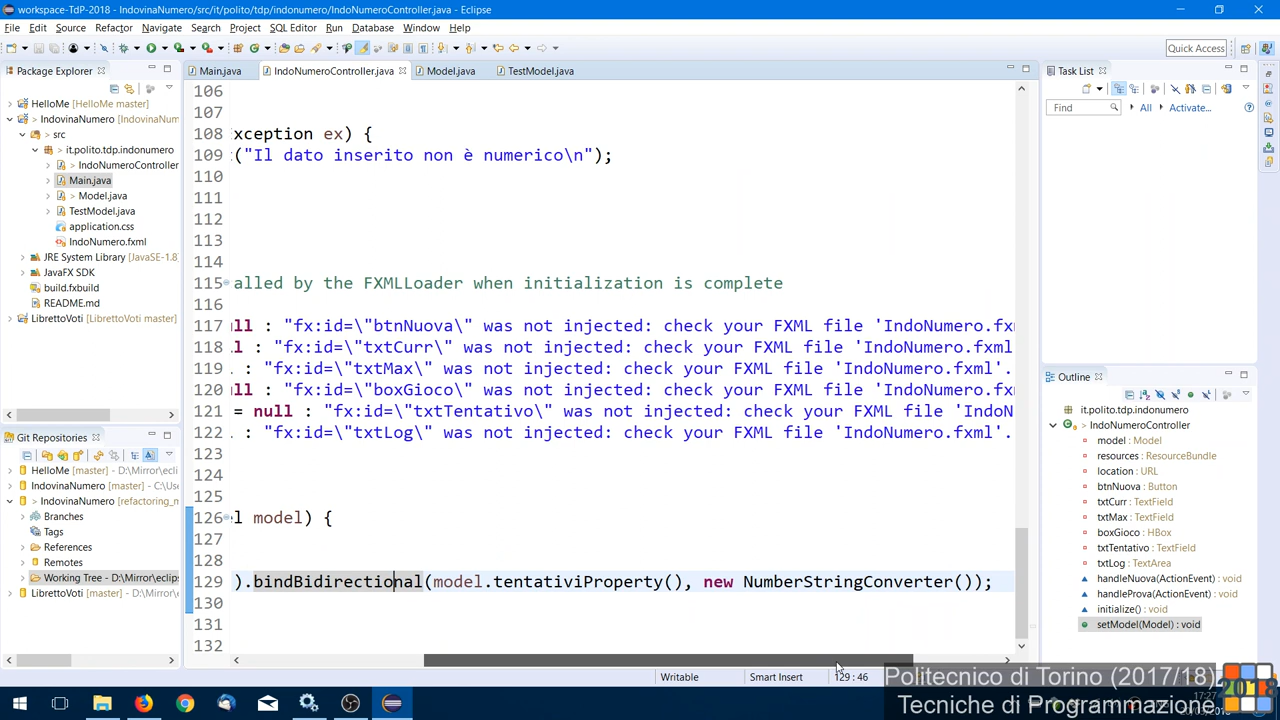 workspace-TdP-2018 - IndovinaNumero/src/it/polito/tdp/indonumero/IndoNumeroController.java - Eclipse
File Edit Source Refactor Navigate Search Project SQL Editor Run Database Window Help
Quick Access
Package Explorer
Main.java
IndoNumeroController.java
Model.java
TestModel.java
Task List
HelloMe [HelloMe master]
IndovinaNumero [IndovinaNumero
src
it.polito.tdp.indonumero
> IndoNumeroController
Main.java
> Model.java
TestModel.java
application.css
IndoNumero.fxml
JRE System Library [JavaSE-1.8]
JavaFX SDK
build.fxbuild
README.md
LibrettoVoti [LibrettoVoti master]
Git Repositories
HelloMe [master] - D:\Mirror\ecli
IndovinaNumero [master] - C:\Us
> IndovinaNumero [refactoring_m
Branches
Tags
References
Remotes
Working Tree - D:\Mirror\eclips
LibrettoVoti [master] - D:\Mirror\e
106
107
108 xception ex) {
109 t("Il dato inserito non è numerico\n");
110
111
112
113
114
115 alled by the FXMLLoader when initialization is complete
116
117 ll : "fx:id=\"btnNuova\" was not injected: check your FXML file 'IndoNumero.fx
118 l : "fx:id=\"txtCurr\" was not injected: check your FXML file 'IndoNumero.fxml
119 : "fx:id=\"txtMax\" was not injected: check your FXML file 'IndoNumero.fxml'.
120 ll : "fx:id=\"boxGioco\" was not injected: check your FXML file 'IndoNumero.fx
121 = null : "fx:id=\"txtTentativo\" was not injected: check your FXML file 'IndoN
122 : "fx:id=\"txtLog\" was not injected: check your FXML file 'IndoNumero.fxml'.
123
124
125
126 l model) {
127
128
129 ).bindBidirectional(model.tentativiProperty(), new NumberStringConverter());
130
131
132
Find All Activate...
Outline
it.polito.tdp.indonumero
> IndoNumeroController
model : Model
resources : ResourceBundle
location : URL
btnNuova : Button
txtCurr : TextField
txtMax : TextField
boxGioco : HBox
txtTentativo : TextField
txtLog : TextArea
handleNuova(ActionEvent) : void
handleProva(ActionEvent) : void
initialize() : void
setModel(Model) : void
Writable Smart Insert 129 : 46
Politecnico di Torino (2017/18)
Tecniche di Programmazione
2018
17:27